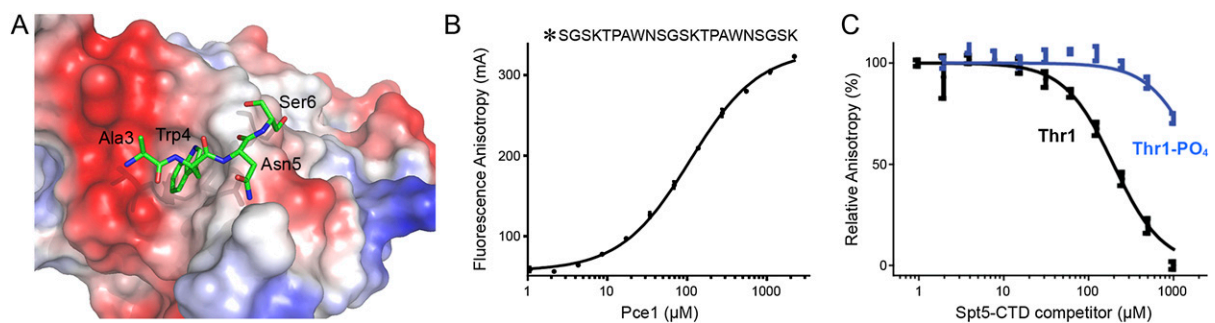 A
Ala3
Trp4
Ser6
Asn5
B
*SGSKTPAWNSGSKTPAWNSGSK
Fluorescence Anisotropy (mA)
300
200
100
1
10
100
1000
Pce1 (µM)
C
Relative Anisotropy (%)
100
50
0
Thr1
Thr1-PO₄
1
10
100
1000
Spt5-CTD competitor (µM)